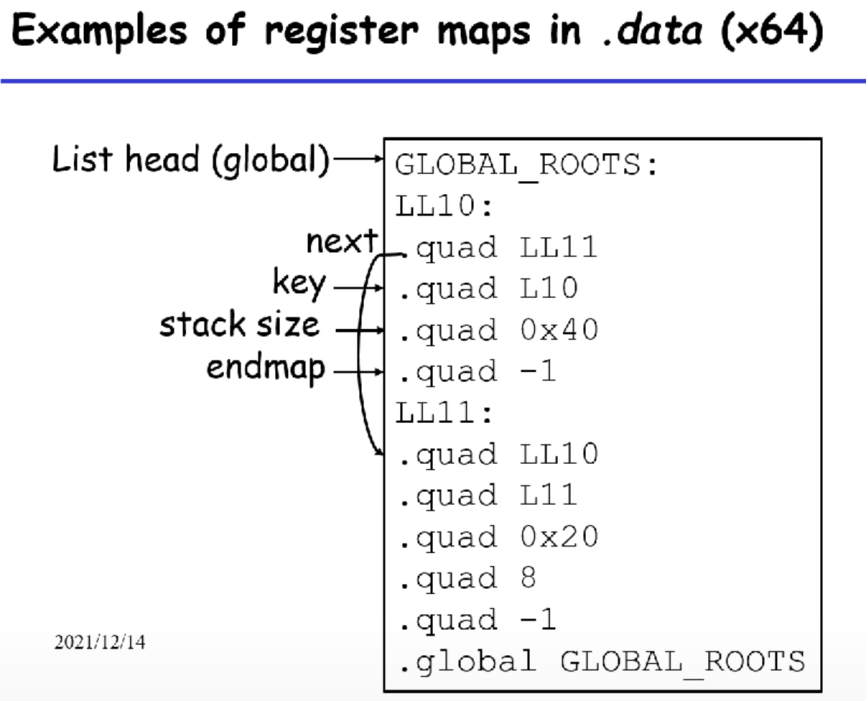 Examples of register maps in .data (x64)
List head (global)
GLOBAL_ROOTS:
LL10:
next
.quad LL11
key
.quad L10
stack size
.quad 0x40
endmap
.quad -1
LL11:
.quad LL10
.quad L11
.quad 0x20
.quad 8
.quad -1
2021/12/14
.global GLOBAL_ROOTS